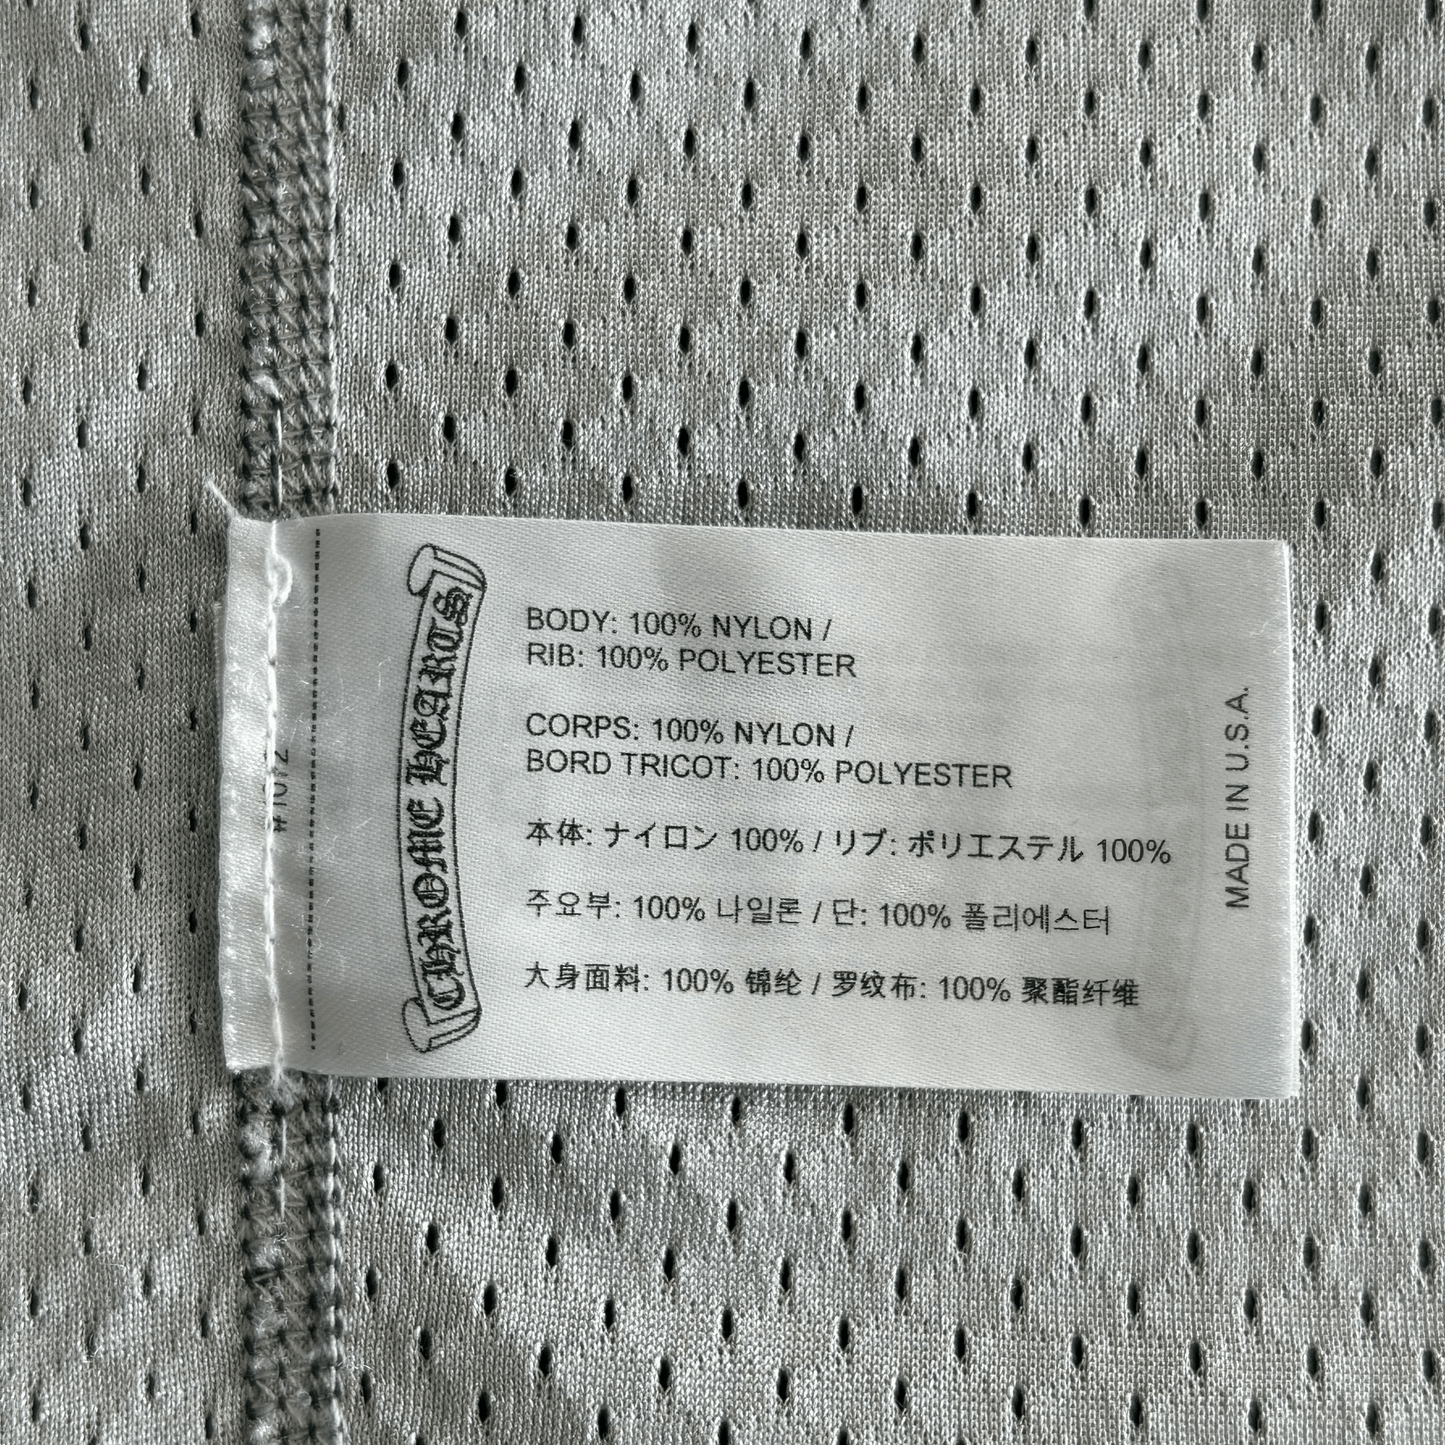 CHROME HEARTS
BODY: 100% NYLON /
RIB: 100% POLYESTER
CORPS: 100% NYLON /
BORD TRICOT: 100% POLYESTER
本体: ナイロン 100% / リブ: ポリエステル 100%
주요부: 100% 나일론 / 단: 100% 폴리에스터
大身面料: 100% 锦纶 / 罗纹布: 100% 聚酯纤维
MADE IN U.S.A.